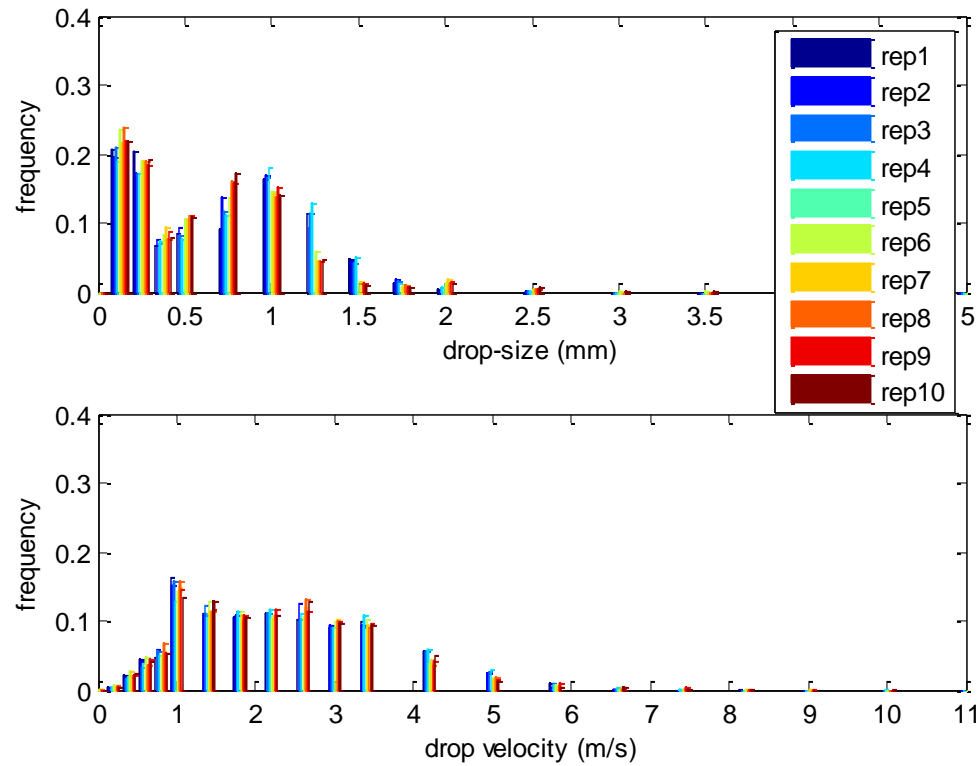 0.4
0.3
0.2
0.1
0
frequency
0 0.5 1 1.5 2 2.5 3 3.5 5
drop-size (mm)
rep1
rep2
rep3
rep4
rep5
rep6
rep7
rep8
rep9
rep10
0.4
0.3
0.2
0.1
0
frequency
0 1 2 3 4 5 6 7 8 9 10 11
drop velocity (m/s)